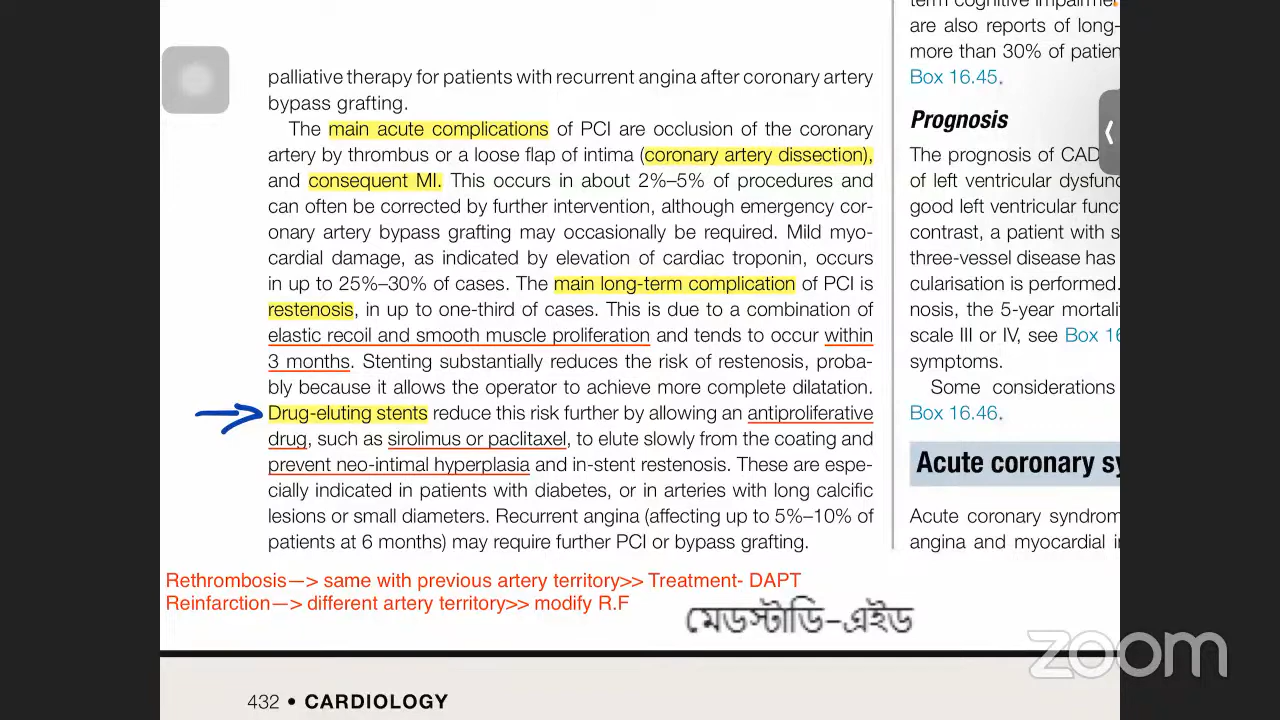 palliative therapy for patients with recurrent angina after coronary artery
bypass grafting.
The main acute complications of PCI are occlusion of the coronary
artery by thrombus or a loose flap of intima (coronary artery dissection),
and consequent MI. This occurs in about 2%–5% of procedures and
can often be corrected by further intervention, although emergency cor-
onary artery bypass grafting may occasionally be required. Mild myo-
cardial damage, as indicated by elevation of cardiac troponin, occurs
in up to 25%–30% of cases. The main long-term complication of PCI is
restenosis, in up to one-third of cases. This is due to a combination of
elastic recoil and smooth muscle proliferation and tends to occur within
3 months. Stenting substantially reduces the risk of restenosis, proba-
bly because it allows the operator to achieve more complete dilatation.
Drug-eluting stents reduce this risk further by allowing an antiproliferative
drug, such as sirolimus or paclitaxel, to elute slowly from the coating and
prevent neo-intimal hyperplasia and in-stent restenosis. These are espe-
cially indicated in patients with diabetes, or in arteries with long calcific
lesions or small diameters. Recurrent angina (affecting up to 5%–10% of
patients at 6 months) may require further PCI or bypass grafting.
Rethrombosis—> same with previous artery territory>> Treatment- DAPT
Reinfarction—> different artery territory>> modify R.F
মেডস্টাডি-এইড
432 • CARDIOLOGY
term cognitive impairme
are also reports of long-
more than 30% of patien
Box 16.45.
Prognosis
The prognosis of CAD
of left ventricular dysfunc
good left ventricular funct
contrast, a patient with s
three-vessel disease has
cularisation is performed.
nosis, the 5-year mortalit
scale III or IV, see Box 16
symptoms.
Some considerations
Box 16.46.
Acute coronary sy
Acute coronary syndrom
angina and myocardial i
zoom